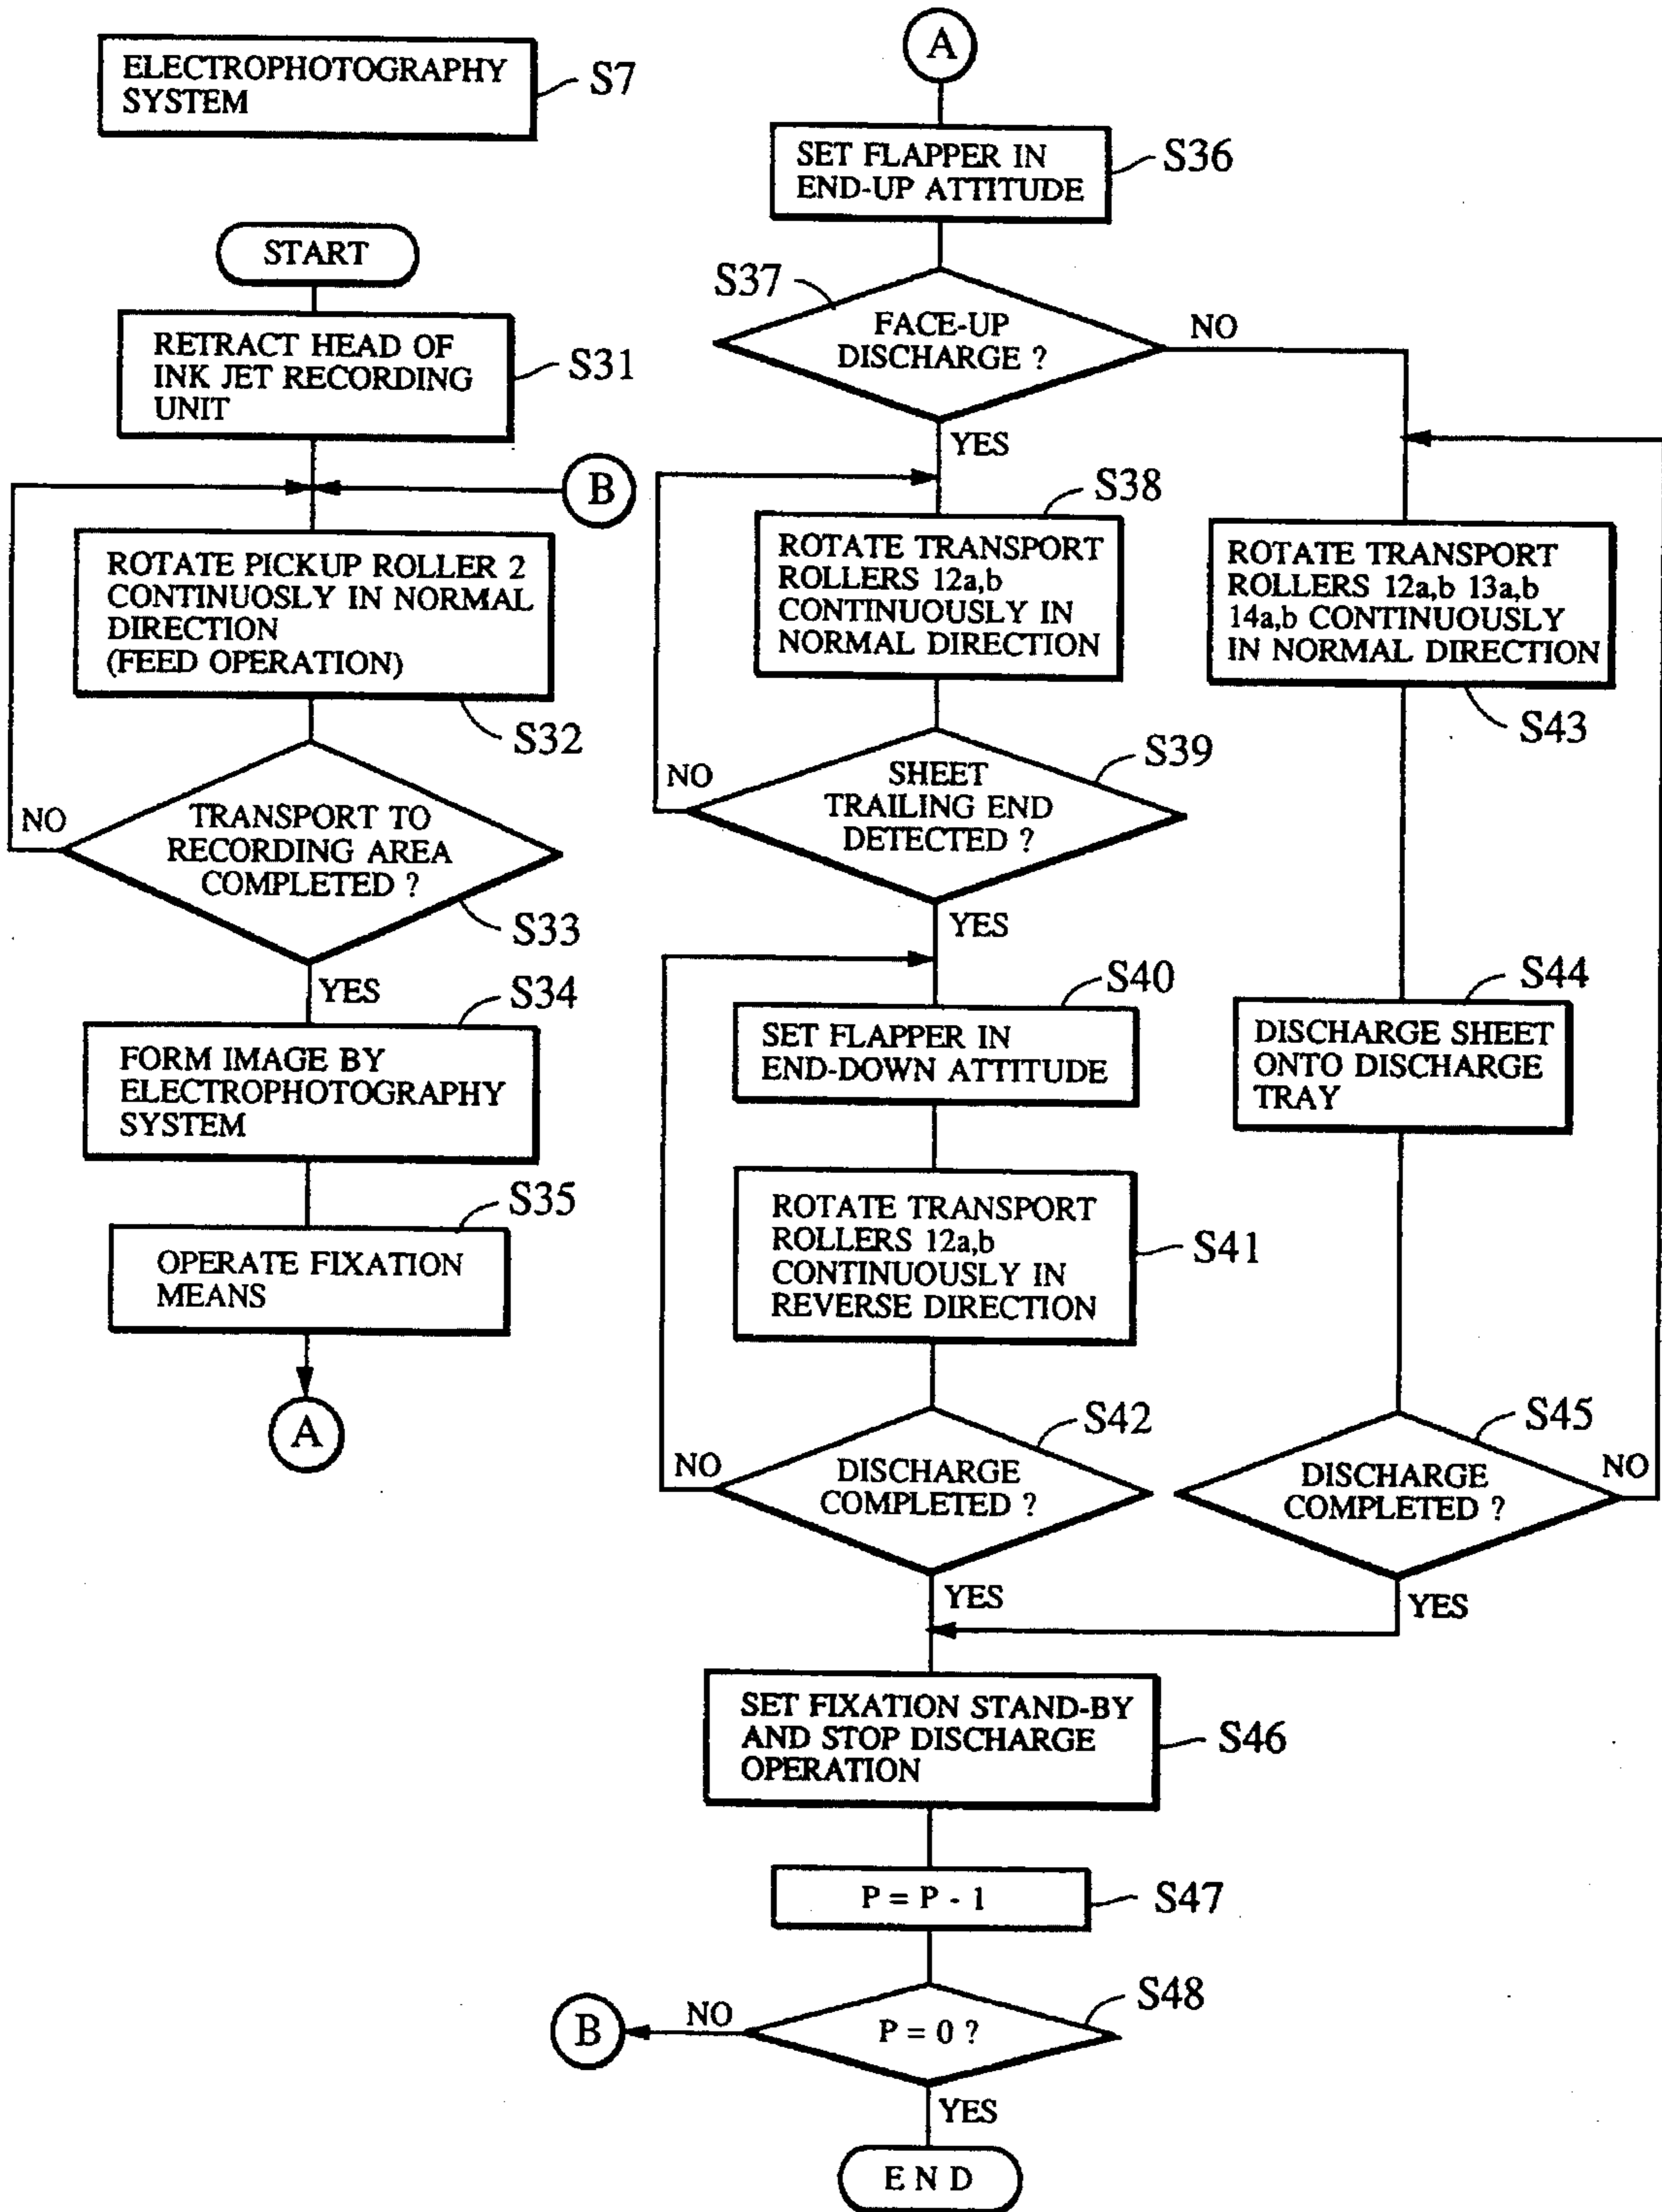 ELECTROPHOTOGRAPHY
SYSTEM
S7
START
RETRACT HEAD OF
INK JET RECORDING
UNIT
S31
B
ROTATE PICKUP ROLLER 2
CONTINUOSLY IN NORMAL
DIRECTION
(FEED OPERATION)
S32
NO
TRANSPORT TO
RECORDING AREA
COMPLETED ?
S33
YES
S34
FORM IMAGE BY
ELECTROPHOTOGRAPHY
SYSTEM
S35
OPERATE FIXATION
MEANS
A
A
SET FLAPPER IN
END-UP ATTITUDE
S36
S37
FACE-UP
DISCHARGE ?
NO
YES
S38
ROTATE TRANSPORT
ROLLERS 12a,b
CONTINUOUSLY IN
NORMAL DIRECTION
S39
NO
SHEET
TRAILING END
DETECTED ?
YES
S40
SET FLAPPER IN
END-DOWN ATTITUDE
ROTATE TRANSPORT
ROLLERS 12a,b
CONTINUOUSLY IN
REVERSE DIRECTION
S41
S42
NO
DISCHARGE
COMPLETED ?
YES
ROTATE TRANSPORT
ROLLERS 12a,b 13a,b
14a,b CONTINUOUSLY
IN NORMAL DIRECTION
S43
S44
DISCHARGE SHEET
ONTO DISCHARGE
TRAY
S45
DISCHARGE
COMPLETED ?
NO
YES
SET FIXATION STAND-BY
AND STOP DISCHARGE
OPERATION
S46
P = P - 1
S47
S48
P = 0 ?
NO
B
YES
E N D